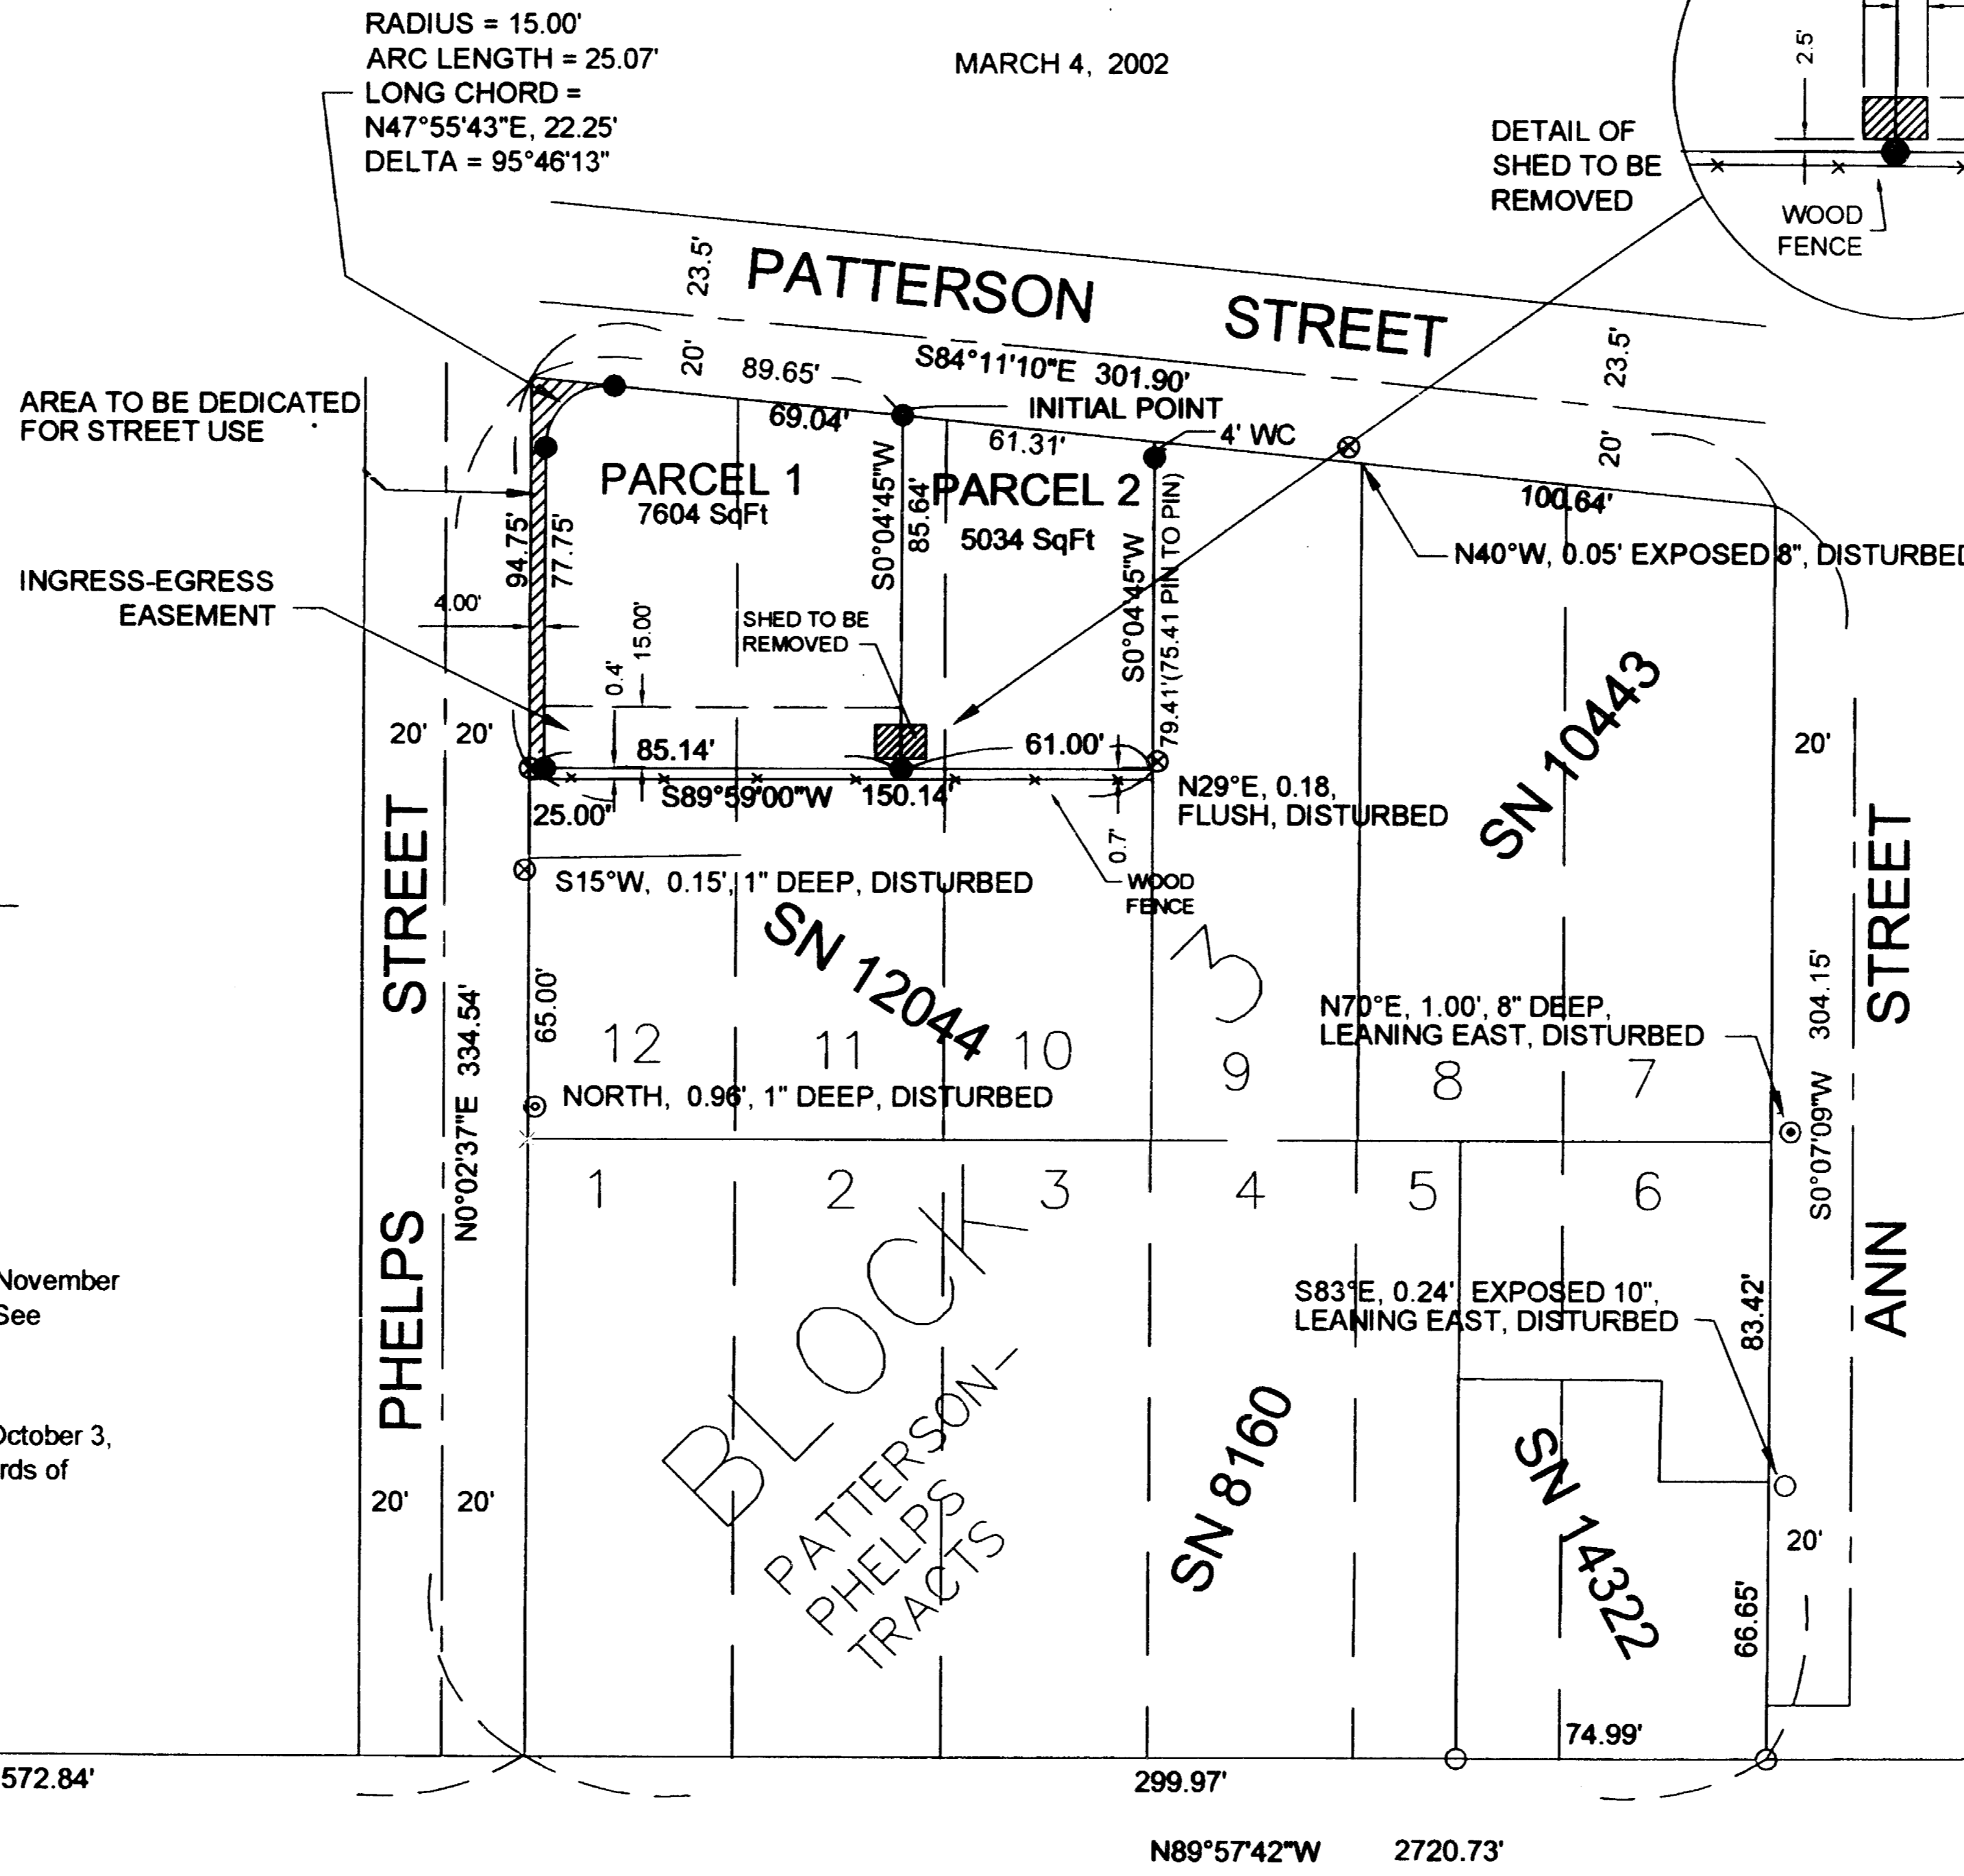 RADIUS = 15.00'
ARC LENGTH = 25.07'
LONG CHORD =
N47°55'43"E, 22.25'
DELTA = 95°46'13"
MARCH 4, 2002
2.5'
DETAIL OF
SHED TO BE
REMOVED
WOOD
FENCE
23.5'
PATTERSON STREET
23.5'
20'
89.65'
S84°11'10"E 301.90'
INITIAL POINT
69.04'
61.31'
4' WC
20'
100.64'
AREA TO BE DEDICATED
FOR STREET USE
PARCEL 1
7604 SqFt
S0°04'45"W
85.64'
PARCEL 2
5034 SqFt
S0°04'45"W
79.41'(75.41 PIN TO PIN)
N40°W, 0.05' EXPOSED 8", DISTURBED
94.75'
77.75'
INGRESS-EGRESS
EASEMENT
4.00'
0.4'
15.00'
SHED TO BE
REMOVED
SN 10443
20'
20'
85.14'
61.00'
20'
S89°59'00"W 150.14'
25.00"
N29°E, 0.18,
FLUSH, DISTURBED
0.7'
WOOD
FENCE
S15°W, 0.15', 1" DEEP, DISTURBED
SN 12044
3
65.00'
N70°E, 1.00', 8" DEEP,
LEANING EAST, DISTURBED
12
11
10
9
8
7
NORTH, 0.96', 1" DEEP, DISTURBED
N0°02'37"E 334.54'
S0°07'09"W 304.15'
PHELPS STREET
ANN STREET
1
2
3
4
5
6
BLOCK
PATTERSON-
PHELPS
TRACTS
November
See
October 3,
rds of
S83°E, 0.24' EXPOSED 10",
LEANING EAST, DISTURBED
83.42'
SN 8160
SN 14322
20'
20'
20'
66.65'
74.99'
572.84'
299.97'
N89°57'42"W 2720.73'